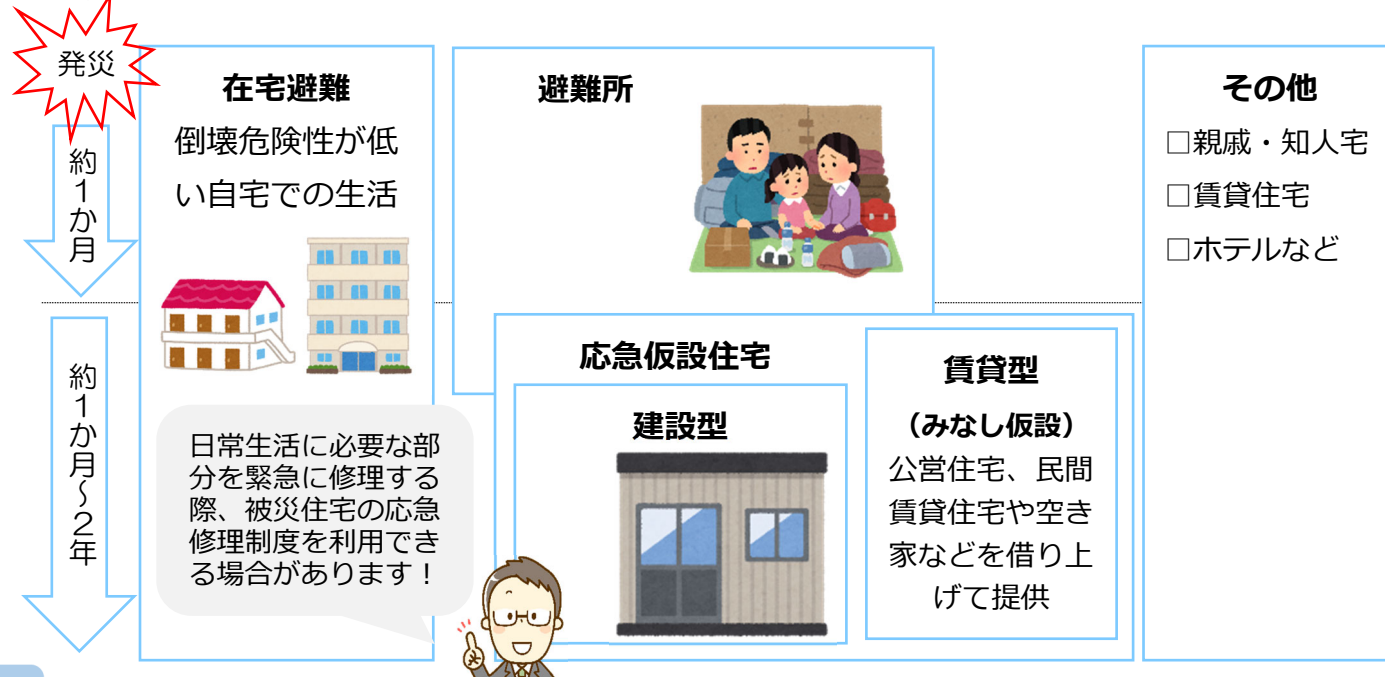 発災
約1か月
約1か月～2年
在宅避難
倒壊危険性が低
い自宅での生活
日常生活に必要な部
分を緊急に修理する
際、被災住宅の応急
修理制度を利用でき
る場合があります！
避難所
応急仮設住宅
建設型
賃貸型
（みなし仮設）
公営住宅、民間
賃貸住宅や空き
家などを借り上
げて提供
その他
□親戚・知人宅
□賃貸住宅
□ホテルなど